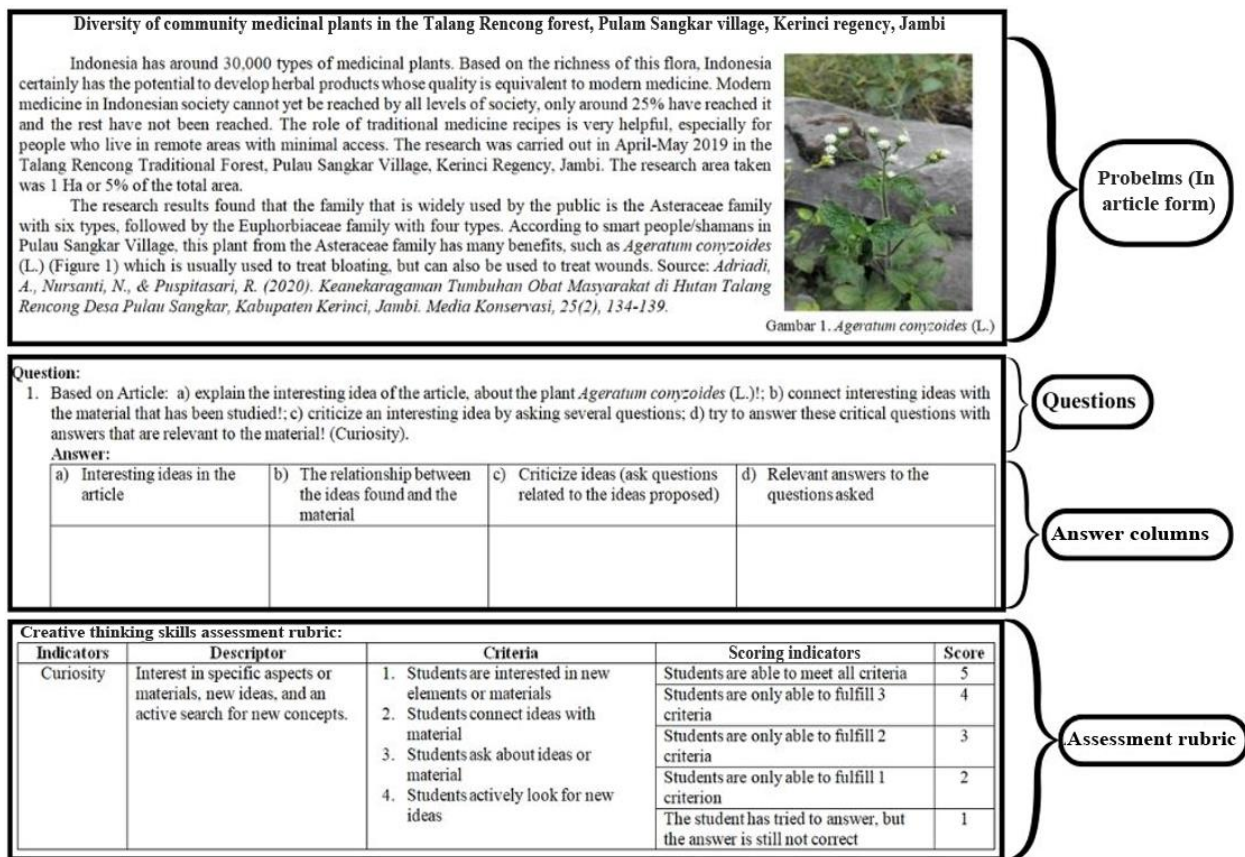 Diversity of community medicinal plants in the Talang Rencong forest, Pulam Sangkar village, Kerinci regency, Jambi
Indonesia has around 30,000 types of medicinal plants. Based on the richness of this flora, Indonesia
certainly has the potential to develop herbal products whose quality is equivalent to modern medicine. Modern
medicine in Indonesian society cannot yet be reached by all levels of society, only around 25% have reached it
and the rest have not been reached. The role of traditional medicine recipes is very helpful, especially for
people who live in remote areas with minimal access. The research was carried out in April-May 2019 in the
Talang Rencong Traditional Forest, Pulau Sangkar Village, Kerinci Regency, Jambi. The research area taken
was 1 Ha or 5% of the total area.
The research results found that the family that is widely used by the public is the Asteraceae family
with six types, followed by the Euphorbiaceae family with four types. According to smart people/shamans in
Pulau Sangkar Village, this plant from the Asteraceae family has many benefits, such as Ageratum conyzoides
(L.) (Figure 1) which is usually used to treat bloating, but can also be used to treat wounds. Source: Adriadi,
A., Nursanti, N., & Puspitasari, R. (2020). Keanekaragaman Tumbuhan Obat Masyarakat di Hutan Talang
Rencong Desa Pulau Sangkar, Kabupaten Kerinci, Jambi. Media Konservasi, 25(2), 134-139.
Gambar 1. Ageratum conyzoides (L.)
Probelms (In
article form)
Question:
1. Based on Article: a) explain the interesting idea of the article, about the plant Ageratum conyzoides (L.)!; b) connect interesting ideas with
the material that has been studied!; c) criticize an interesting idea by asking several questions; d) try to answer these critical questions with
answers that are relevant to the material! (Curiosity).
Questions
Answer:
a) Interesting ideas in the
article
b) The relationship between
the ideas found and the
material
c) Criticize ideas (ask questions
related to the ideas proposed)
d) Relevant answers to the
questions asked
Answer columns
Creative thinking skills assessment rubric:
Indicators
Descriptor
Criteria
Scoring indicators
Score
Curiosity
Interest in specific aspects or
materials, new ideas, and an
active search for new concepts.
1. Students are interested in new
elements or materials
2. Students connect ideas with
material
3. Students ask about ideas or
material
4. Students actively look for new
ideas
Students are able to meet all criteria
5
Students are only able to fulfill 3
criteria
4
Students are only able to fulfill 2
criteria
3
Students are only able to fulfill 1
criterion
2
The student has tried to answer, but
the answer is still not correct
1
Assessment rubric